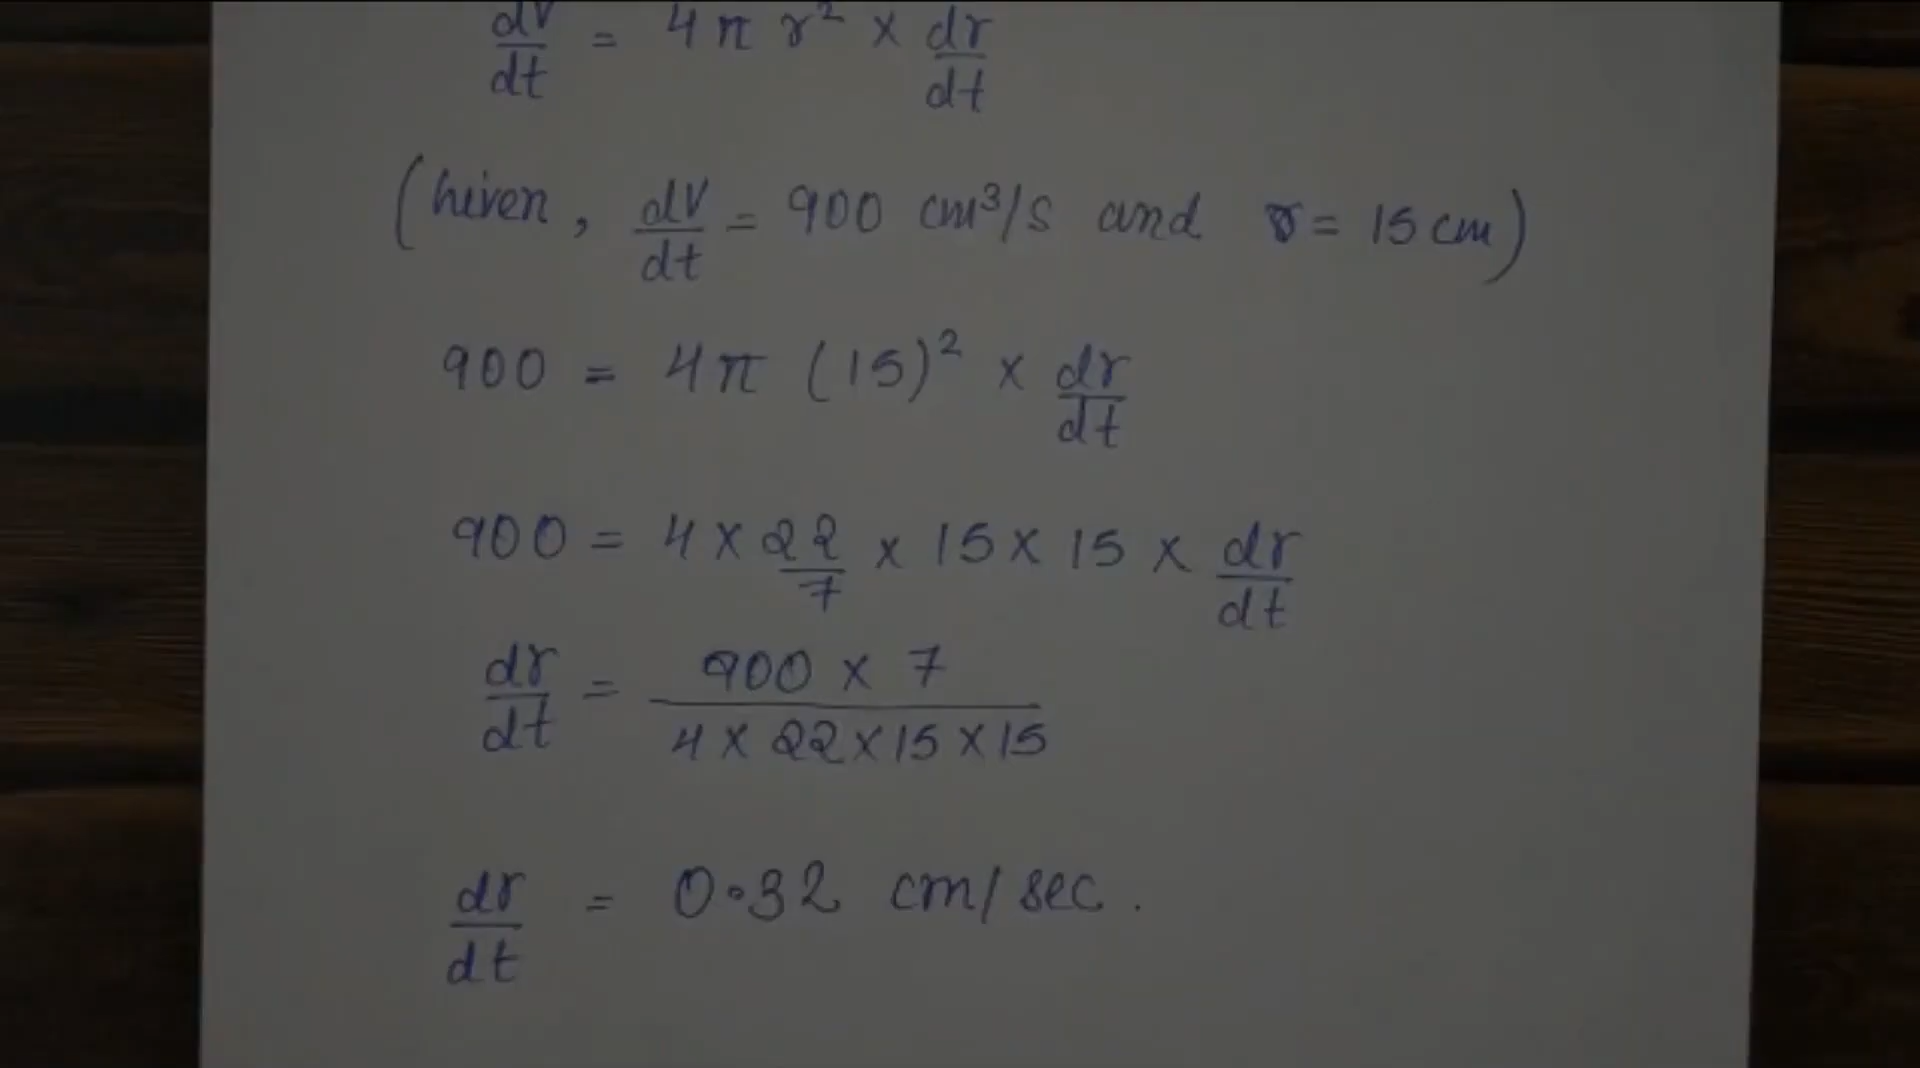 dV/dt = 4π r² × dr/dt
(Given, dV/dt = 900 cm³/s and r = 15 cm)
900 = 4π (15)² × dr/dt
900 = 4 × 22/7 × 15 × 15 × dr/dt
dr/dt = 900 × 7 / 4 × 22 × 15 × 15
dr/dt = 0.32 cm/sec.